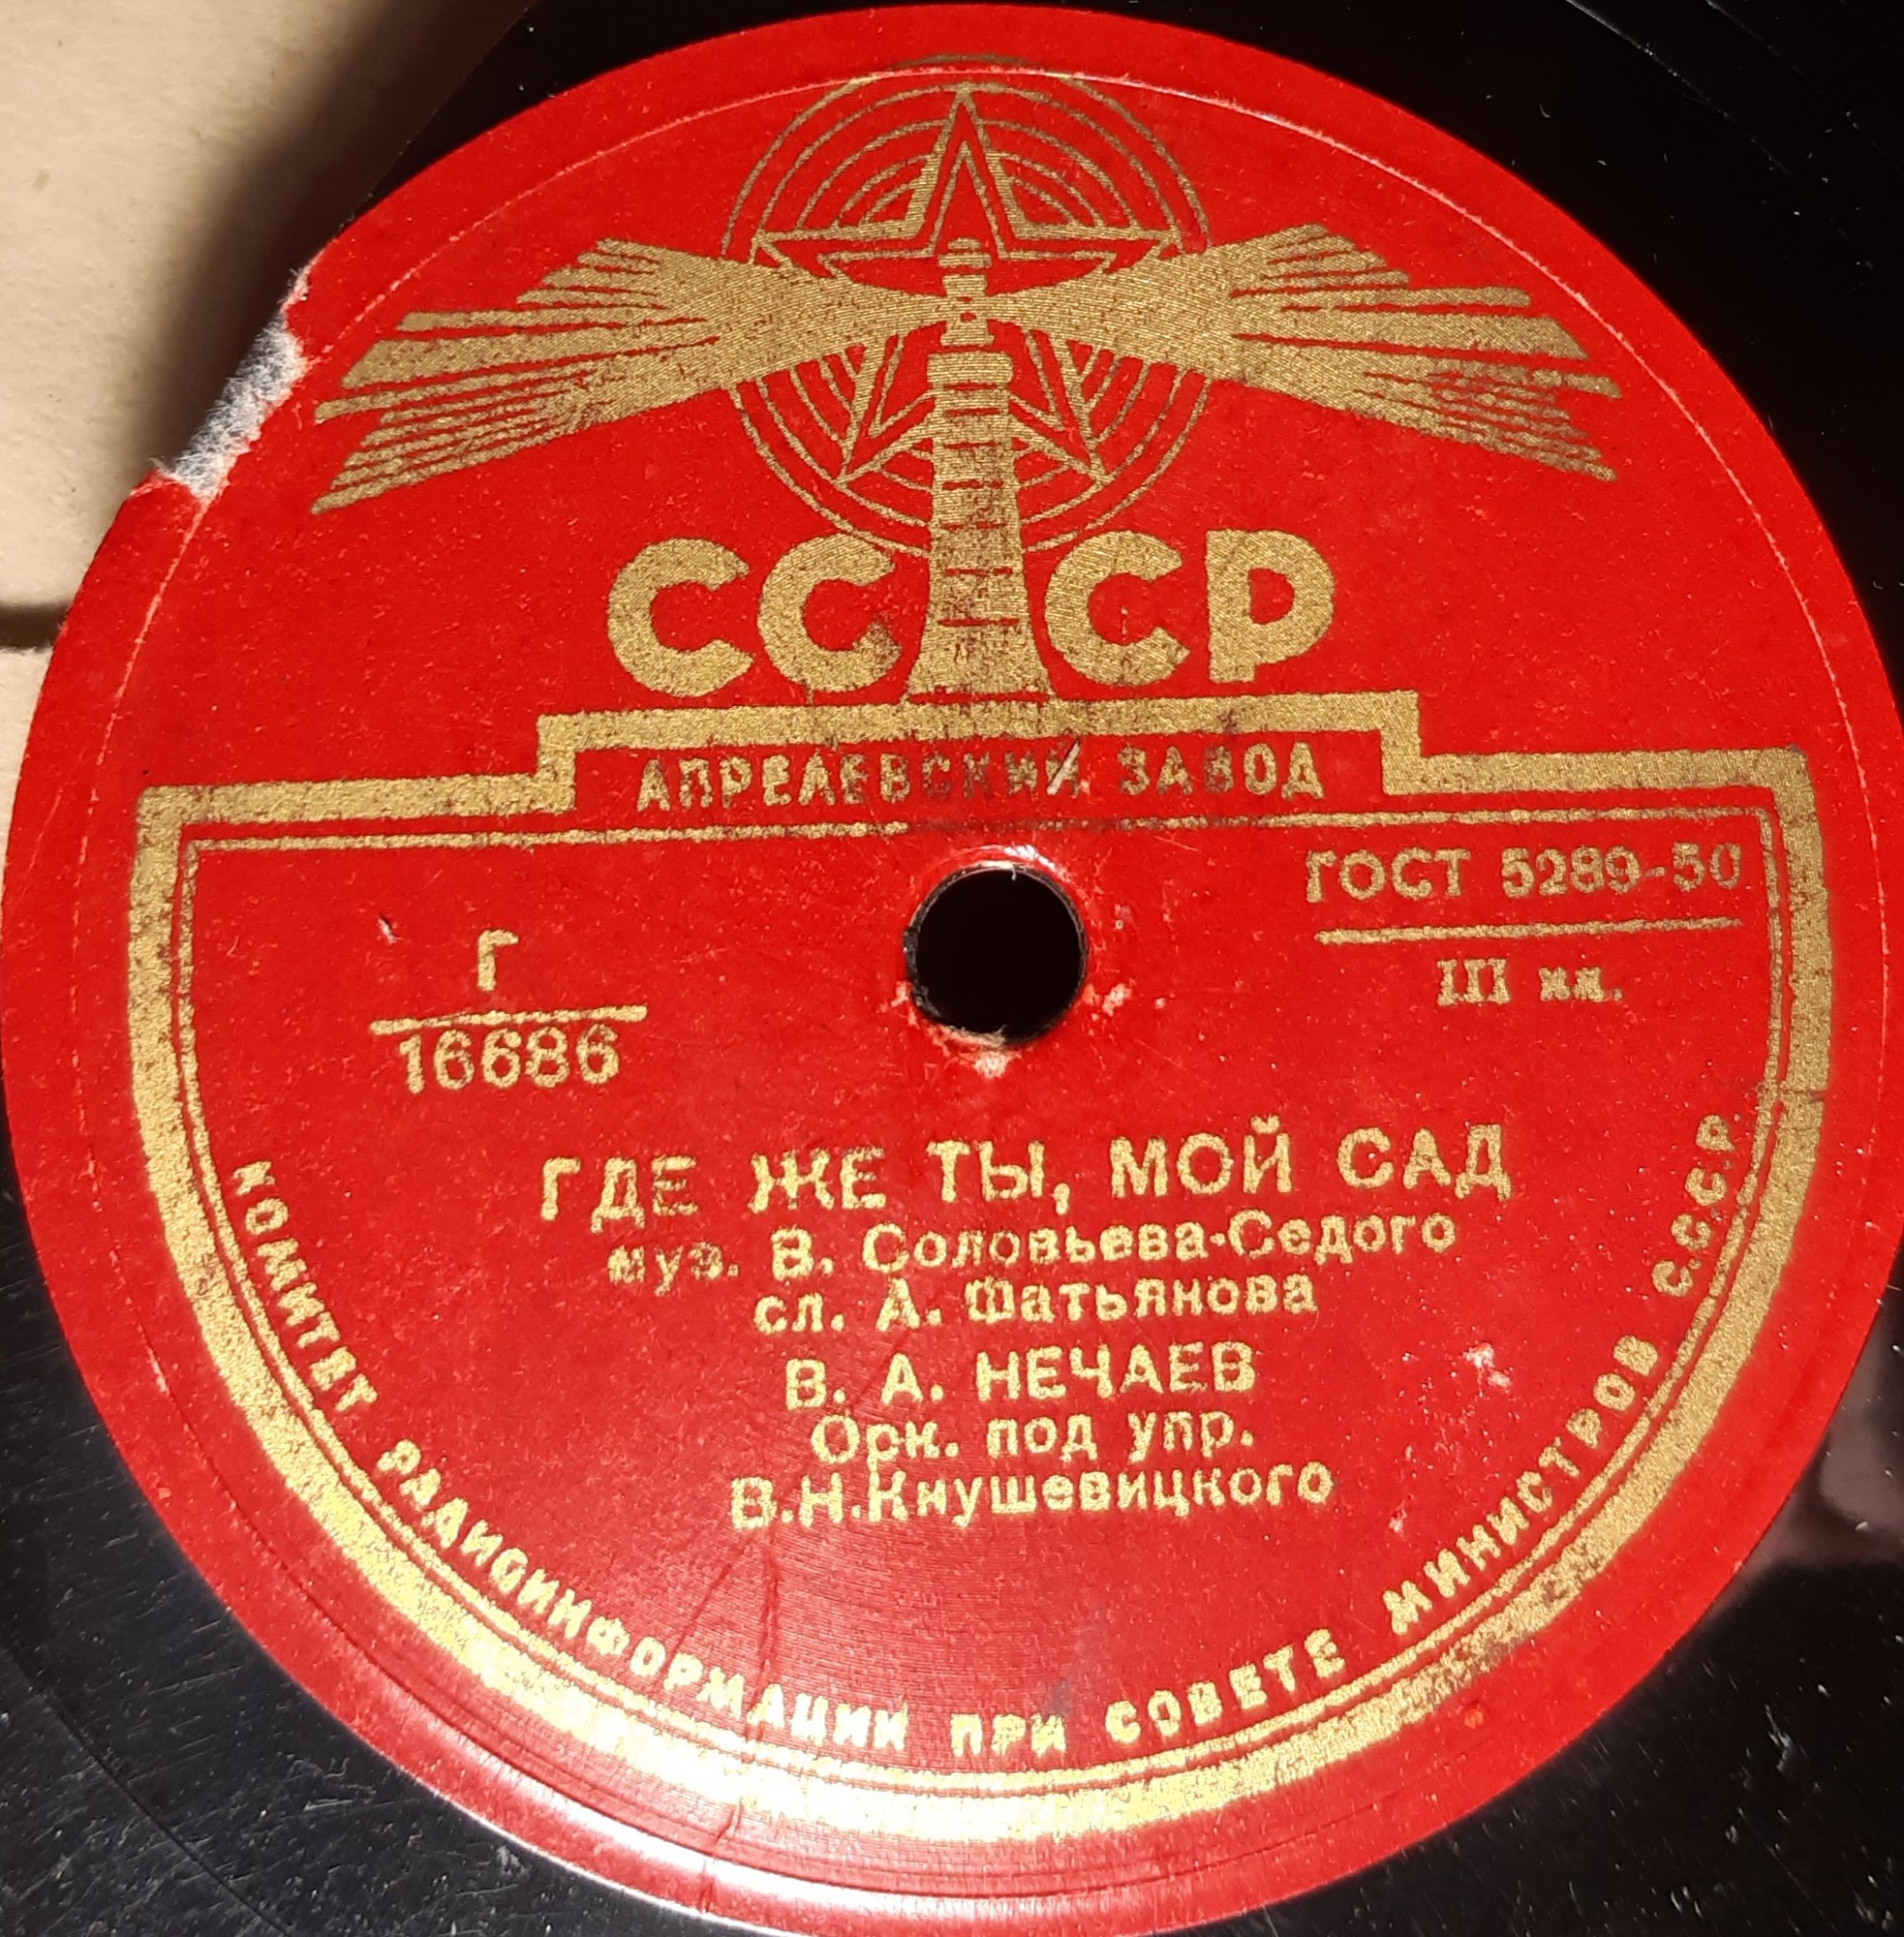 СССР
АПРЕЛЕВСКИЙ ЗАВОД
ГОСТ 5289-50
III кл.
Г
16686
ГДЕ ЖЕ ТЫ, МОЙ САД
муз. В. Соловьева-Седого
сл. А. Фатьянова
В. А. НЕЧАЕВ
Орк. под упр.
В.Н.Кнушевицкого
КОМИТЕТ РАДИОИНФОРМАЦИИ ПРИ СОВЕТЕ МИНИСТРОВ С.С.С.Р.